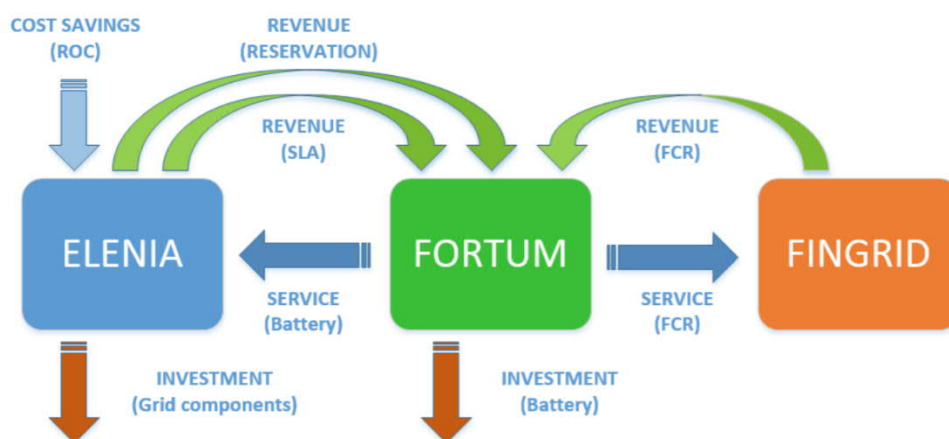 COST SAVINGS
(ROC)
REVENUE
(RESERVATION)
REVENUE
(SLA)
REVENUE
(FCR)
ELENIA
FORTUM
FINGRID
SERVICE
(Battery)
SERVICE
(FCR)
INVESTMENT
(Grid components)
INVESTMENT
(Battery)